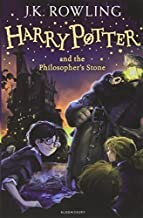 J.K. ROWLING
HARRY POTTER
and the
PHILOSOPHER'S STONE
BLOOMSBURY